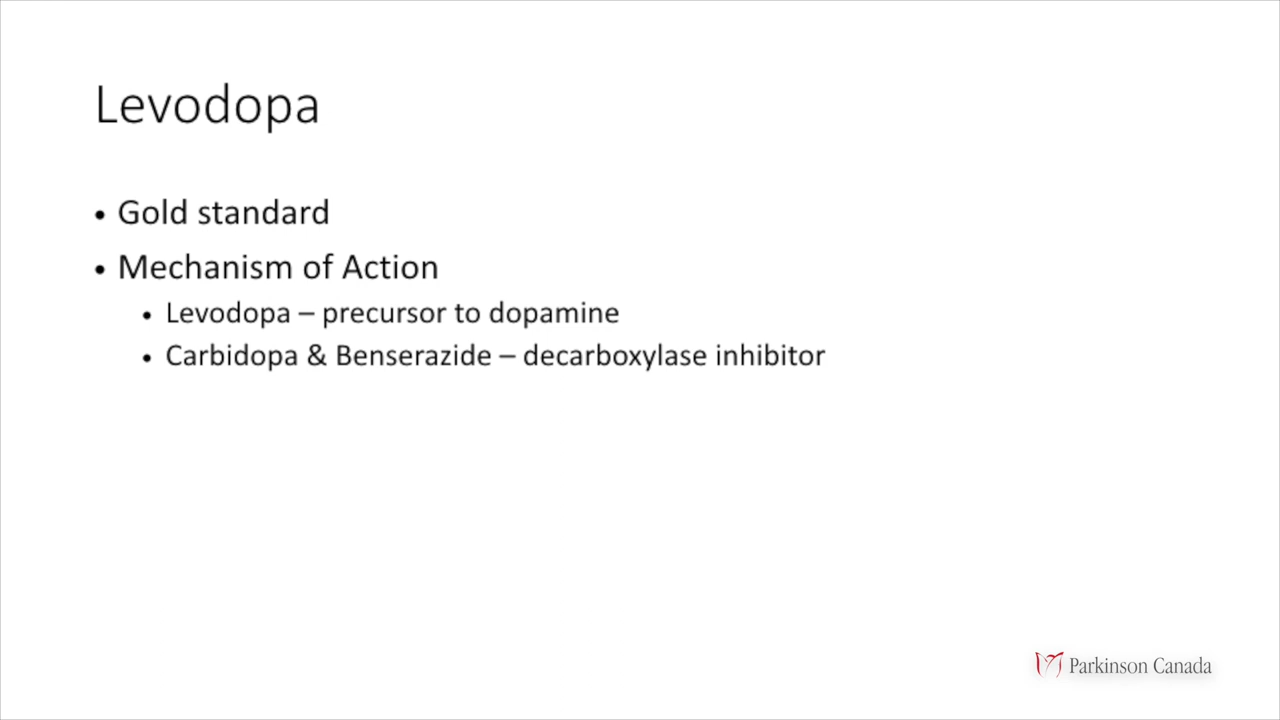 Levodopa
• Gold standard
• Mechanism of Action
• Levodopa – precursor to dopamine
• Carbidopa & Benserazide – decarboxylase inhibitor
Parkinson Canada